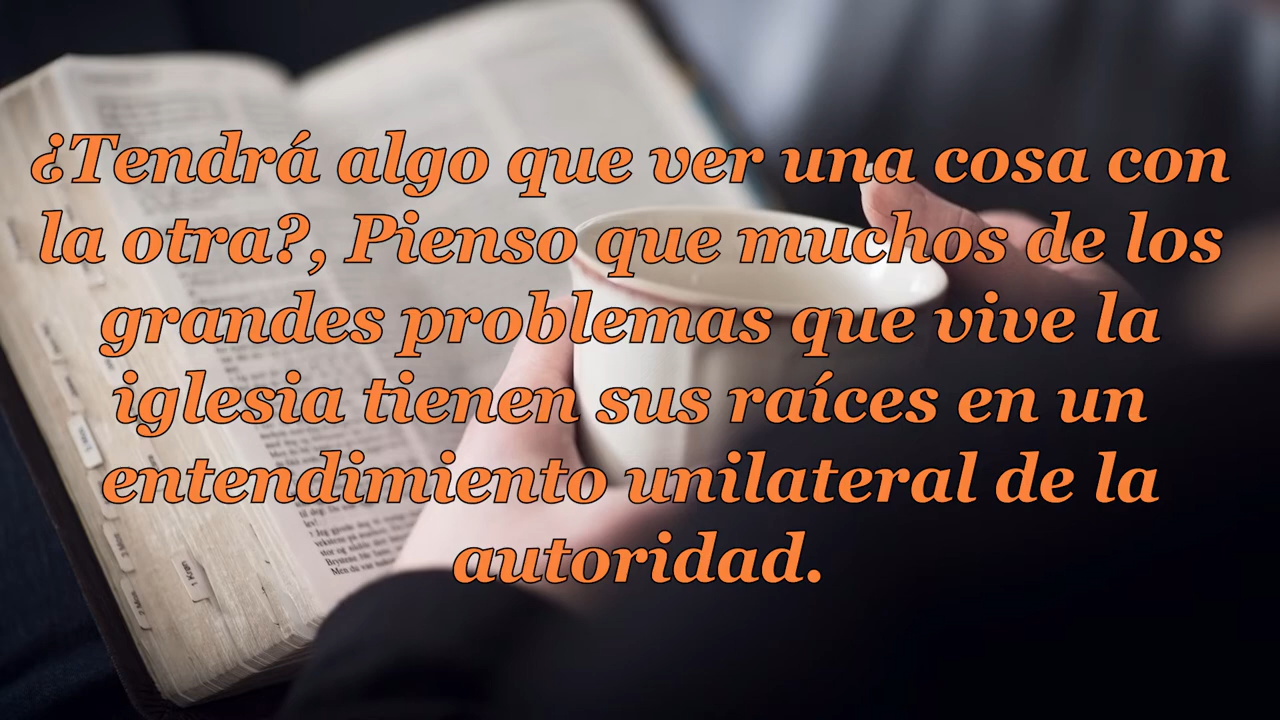 ¿Tendrá algo que ver una cosa con
la otra?, Pienso que muchos de los
grandes problemas que vive la
iglesia tienen sus raíces en un
entendimiento unilateral de la
autoridad.